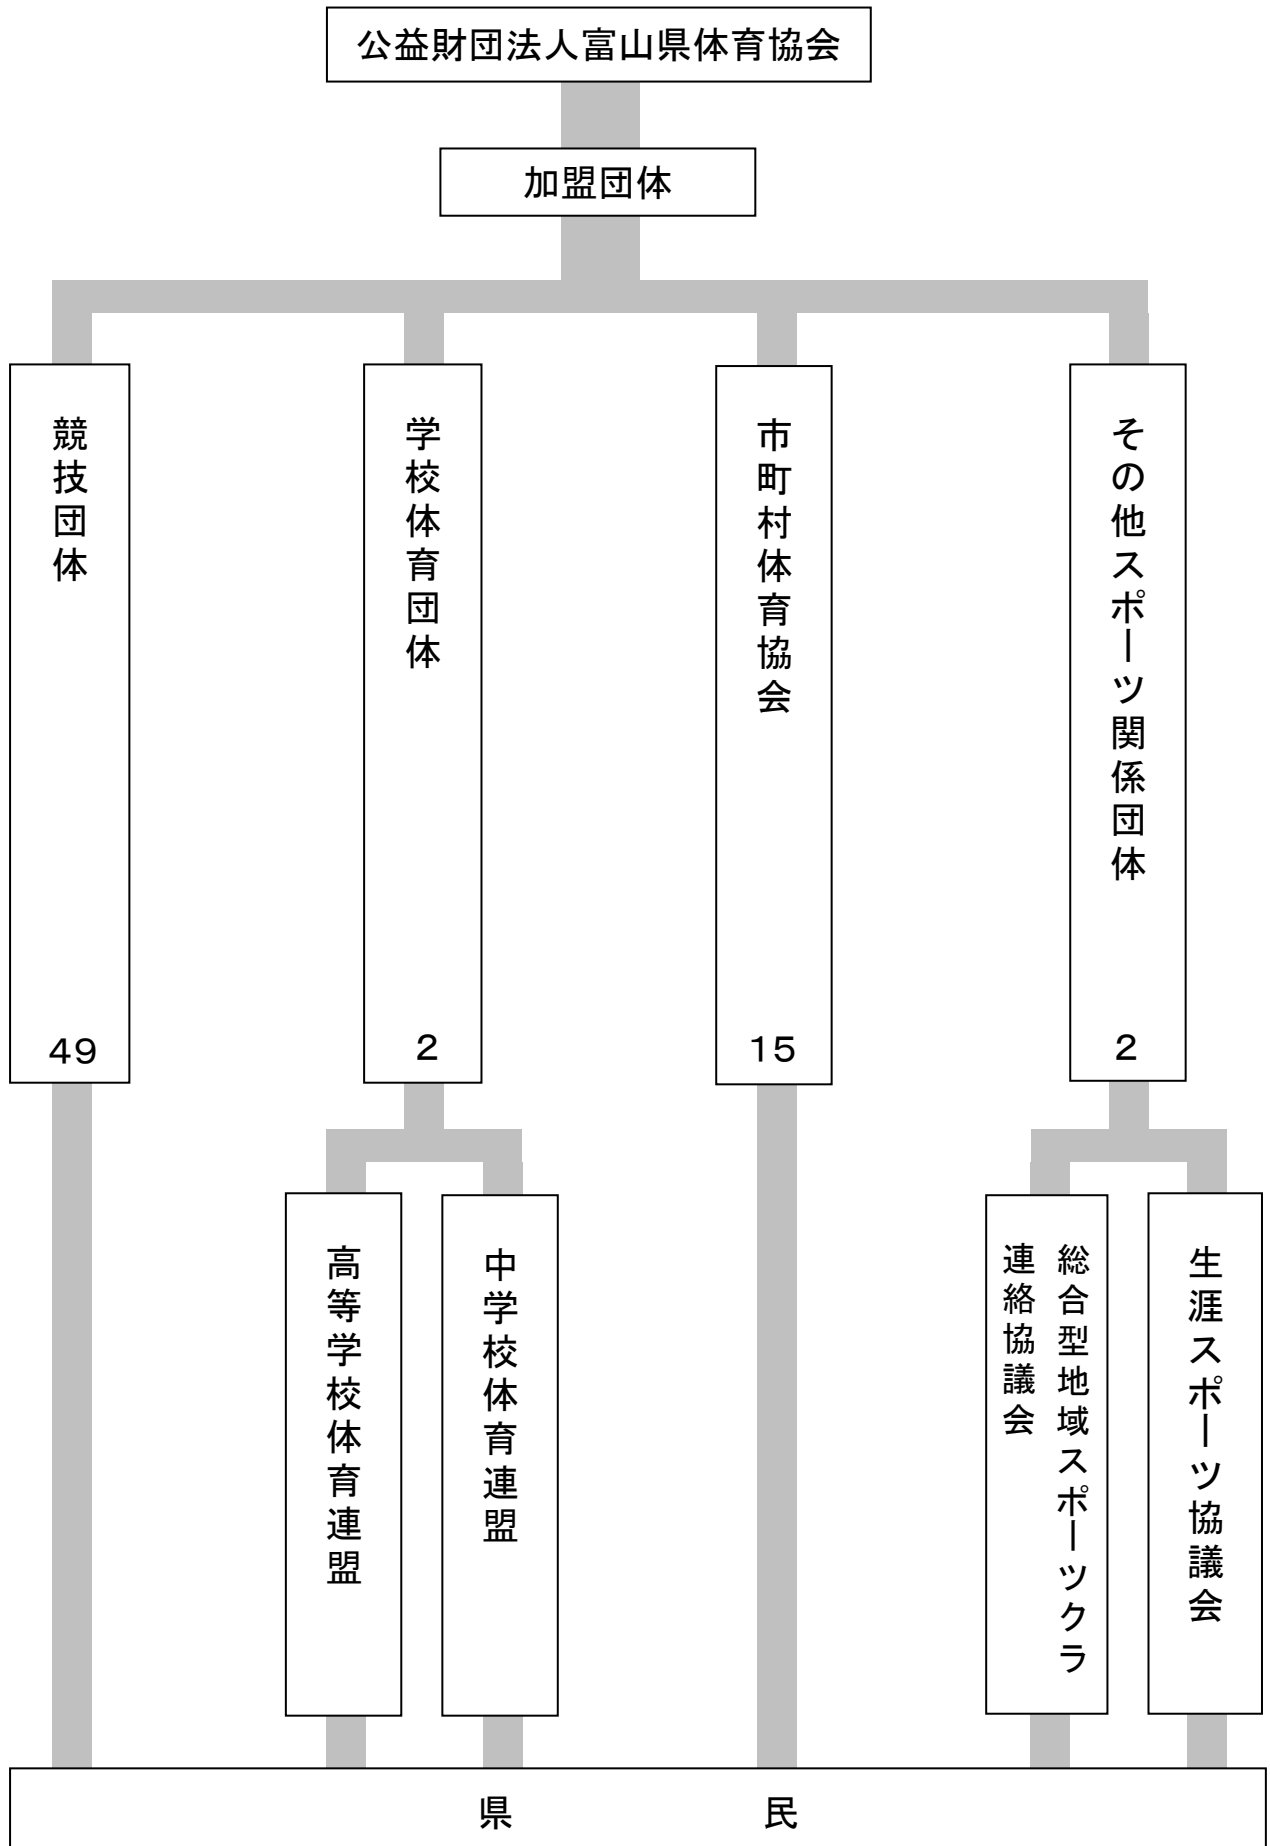 公益財団法人富山県体育協会
加盟団体
競技団体
49
学校体育団体
2
市町村体育協会
15
その他スポーツ関係団体
2
高等学校体育連盟
中学校体育連盟
総合型地域スポーツクラ
連絡協議会
生涯スポーツ協議会
県　民